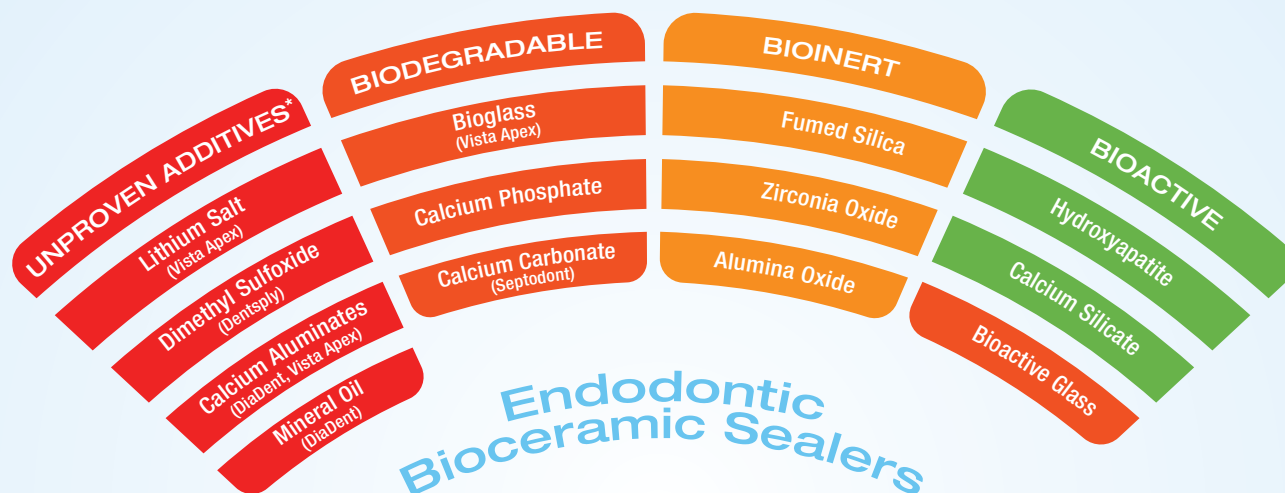 UNPROVEN ADDITIVES*
Lithium Salt
(Vista Apex)
Dimethyl Sulfoxide
(Dentsply)
Calcium Aluminates
(DiaDent, Vista Apex)
Mineral Oil
(DiaDent)
BIODEGRADABLE
Bioglass
(Vista Apex)
Calcium Phosphate
Calcium Carbonate
(Septodont)
BIOINERT
Fumed Silica
Zirconia Oxide
Alumina Oxide
BIOACTIVE
Hydroxyapatite
Calcium Silicate
Bioactive Glass
Endodontic
Bioceramic Sealers